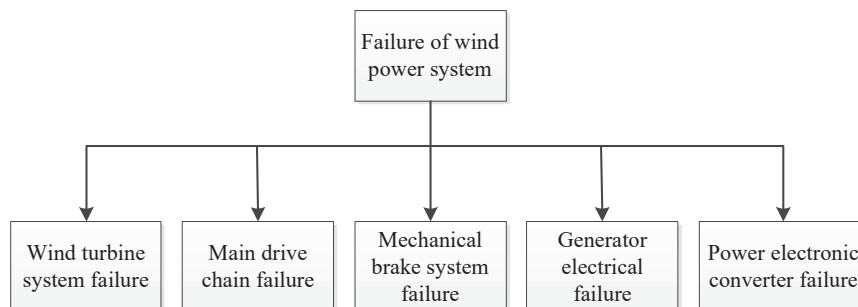 Failure of wind
power system
Wind turbine
system failure
Main drive
chain failure
Mechanical
brake system
failure
Generator
electrical
failure
Power electronic
converter failure